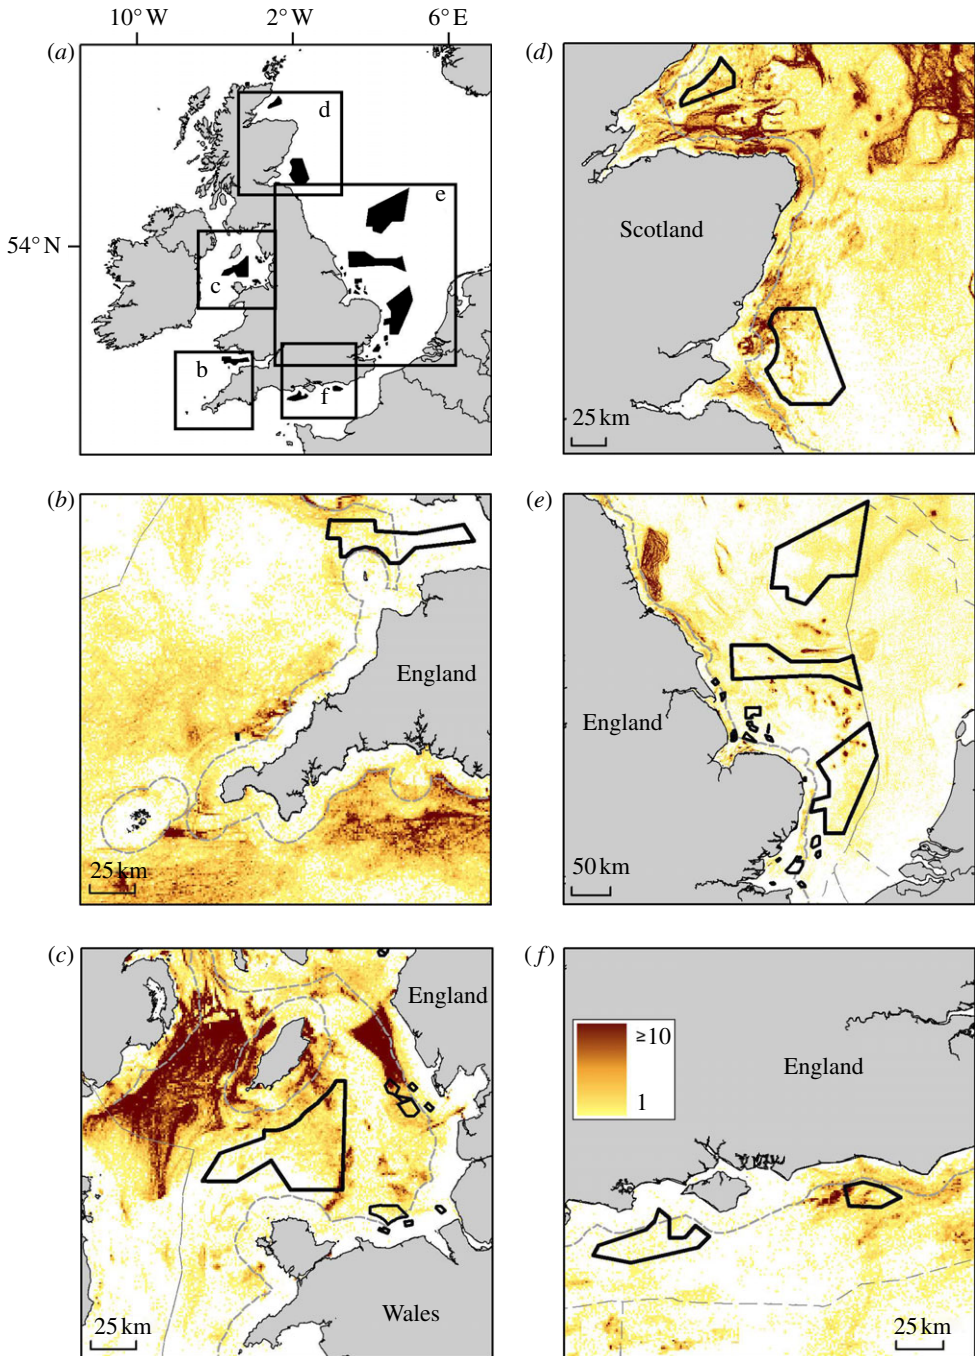 10° W 2° W 6° E
(a)
54° N
d
e
c
b
f
(d)
Scotland
25 km
(b)
England
25 km
(e)
England
50 km
(c)
England
Wales
25 km
(f)
≥10
1
England
25 km